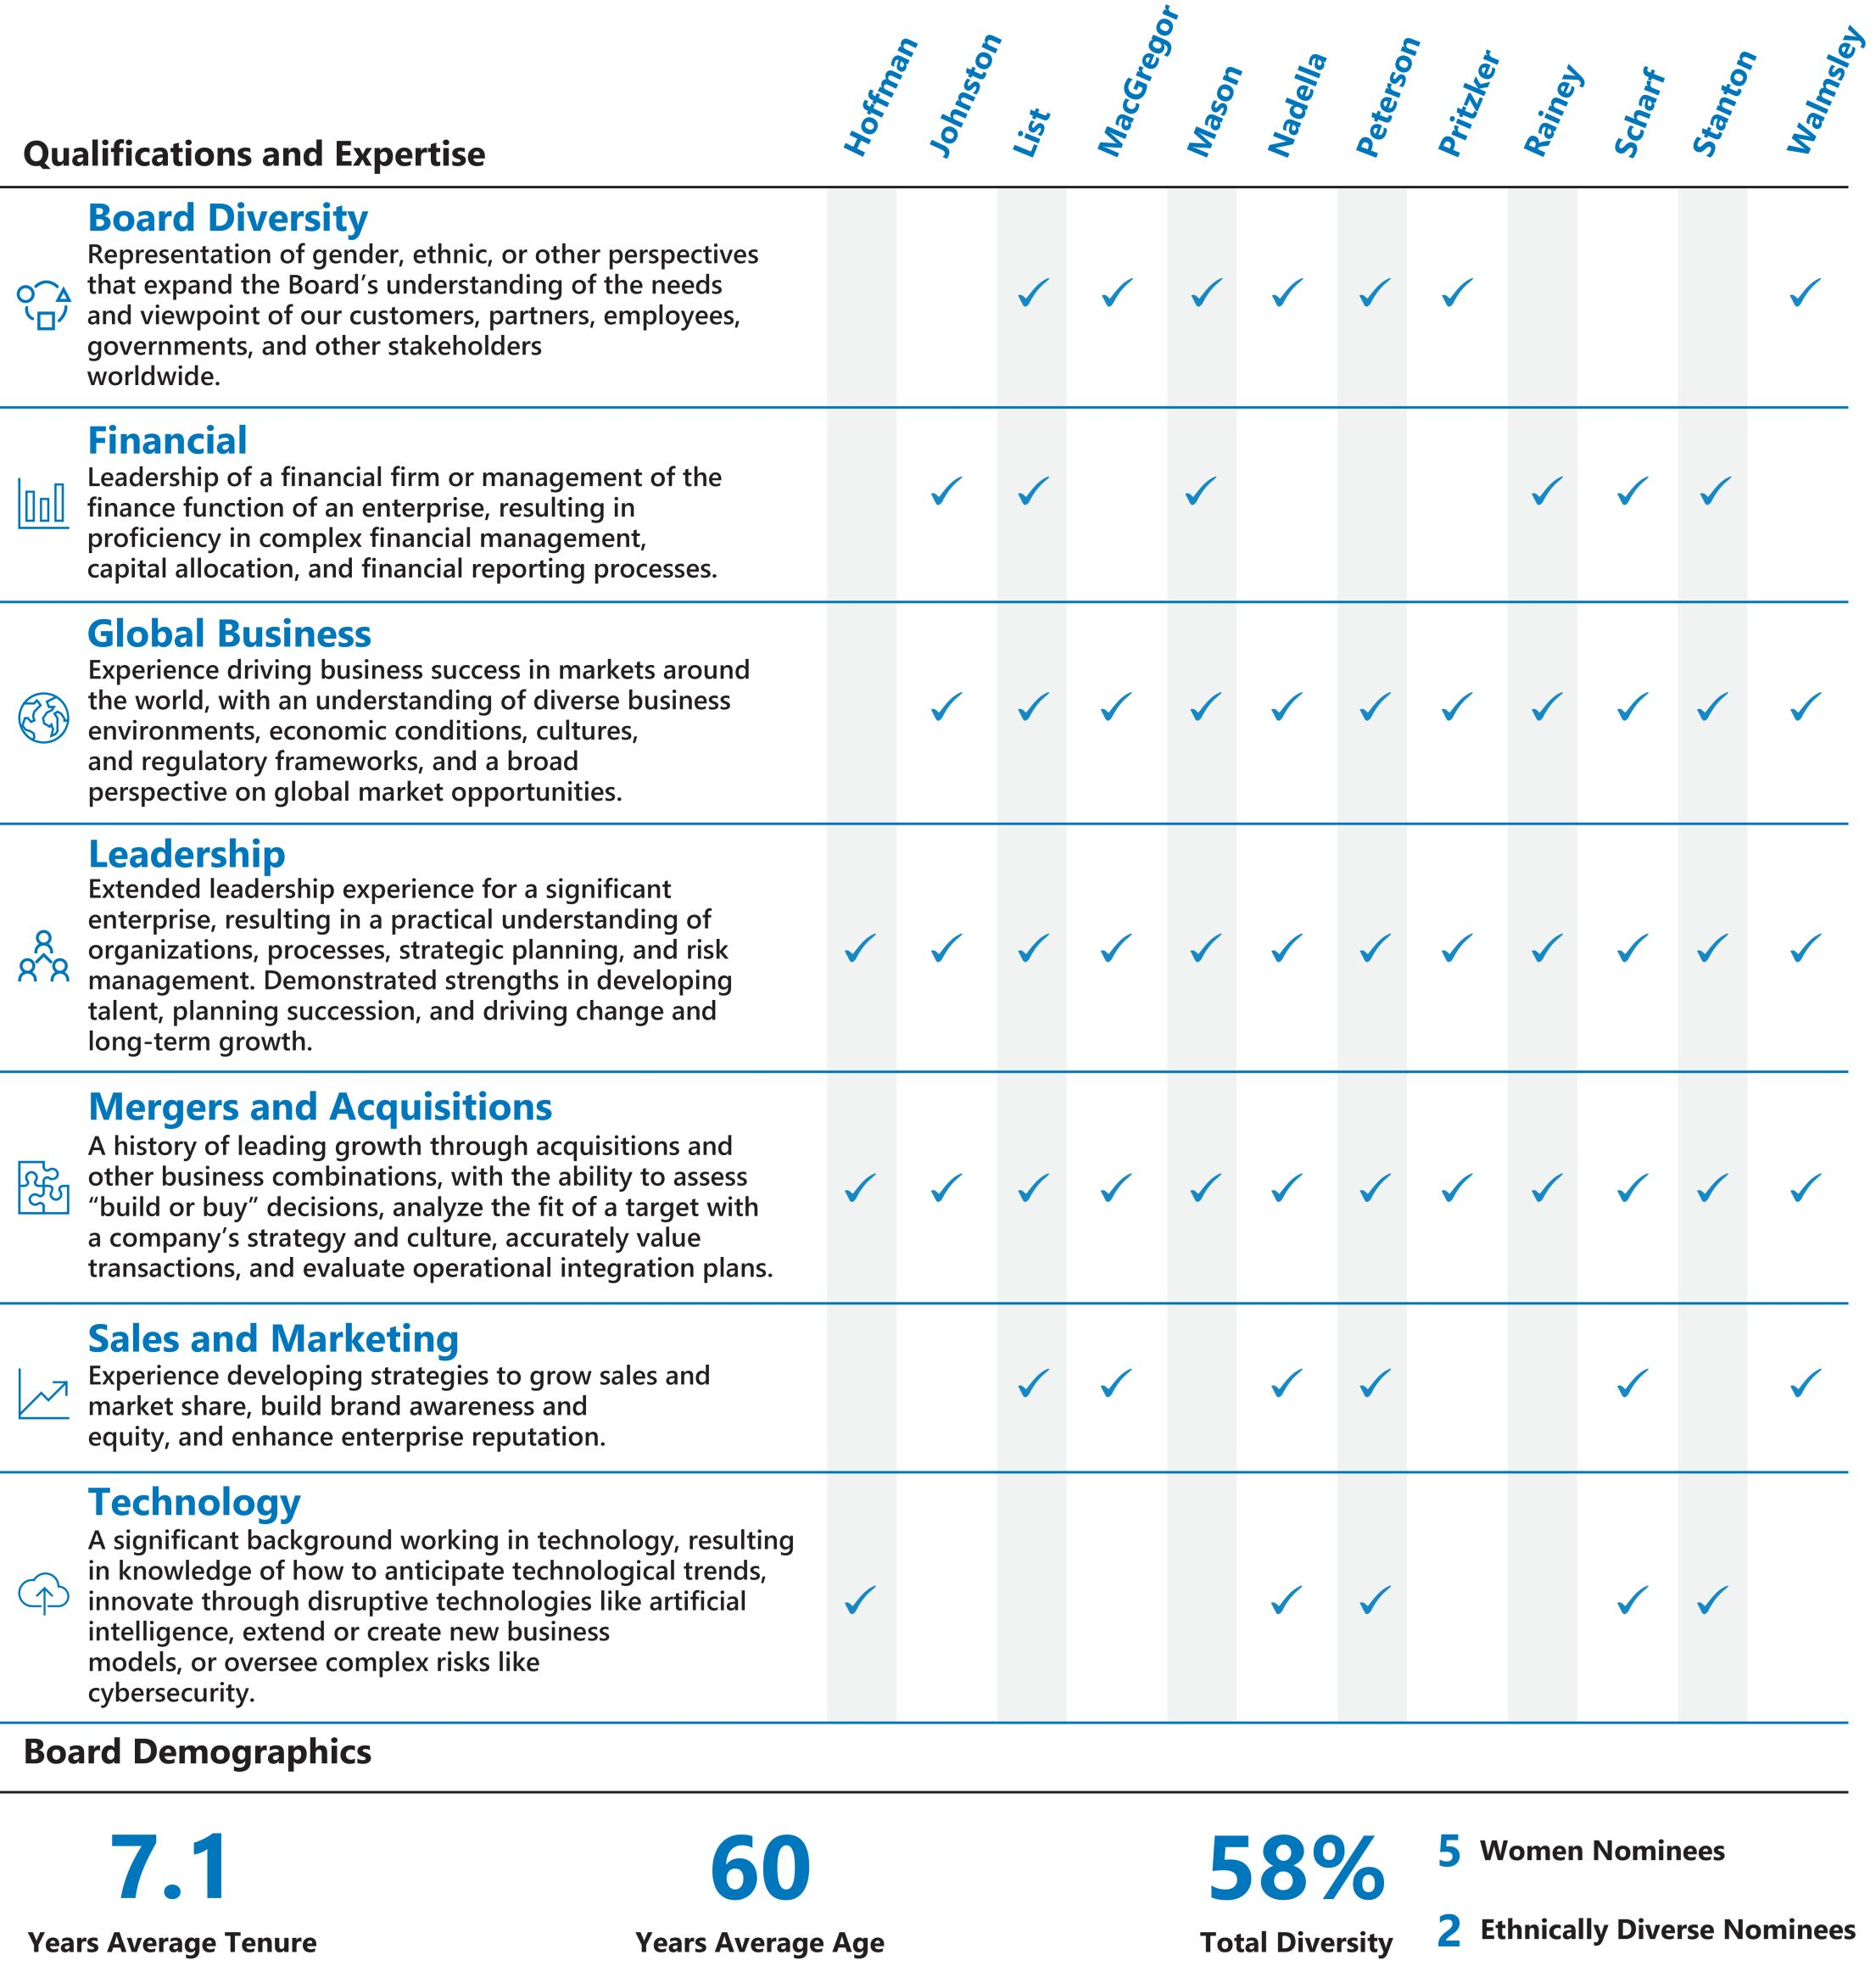 Hoffman
Johnston
List
MacGregor
Mason
Nadella
Peterson
Pritzker
Rainey
Scharf
Stanton
Walmsley
Qualifications and Expertise
Board Diversity
Representation of gender, ethnic, or other perspectives
that expand the Board’s understanding of the needs
and viewpoint of our customers, partners, employees,
governments, and other stakeholders
worldwide.
Financial
Leadership of a financial firm or management of the
finance function of an enterprise, resulting in
proficiency in complex financial management,
capital allocation, and financial reporting processes.
Global Business
Experience driving business success in markets around
the world, with an understanding of diverse business
environments, economic conditions, cultures,
and regulatory frameworks, and a broad
perspective on global market opportunities.
Leadership
Extended leadership experience for a significant
enterprise, resulting in a practical understanding of
organizations, processes, strategic planning, and risk
management. Demonstrated strengths in developing
talent, planning succession, and driving change and
long-term growth.
Mergers and Acquisitions
A history of leading growth through acquisitions and
other business combinations, with the ability to assess
“build or buy” decisions, analyze the fit of a target with
a company’s strategy and culture, accurately value
transactions, and evaluate operational integration plans.
Sales and Marketing
Experience developing strategies to grow sales and
market share, build brand awareness and
equity, and enhance enterprise reputation.
Technology
A significant background working in technology, resulting
in knowledge of how to anticipate technological trends,
innovate through disruptive technologies like artificial
intelligence, extend or create new business
models, or oversee complex risks like
cybersecurity.
Board Demographics
7.1
Years Average Tenure
60
Years Average Age
58%
Total Diversity
5 Women Nominees
2 Ethnically Diverse Nominees